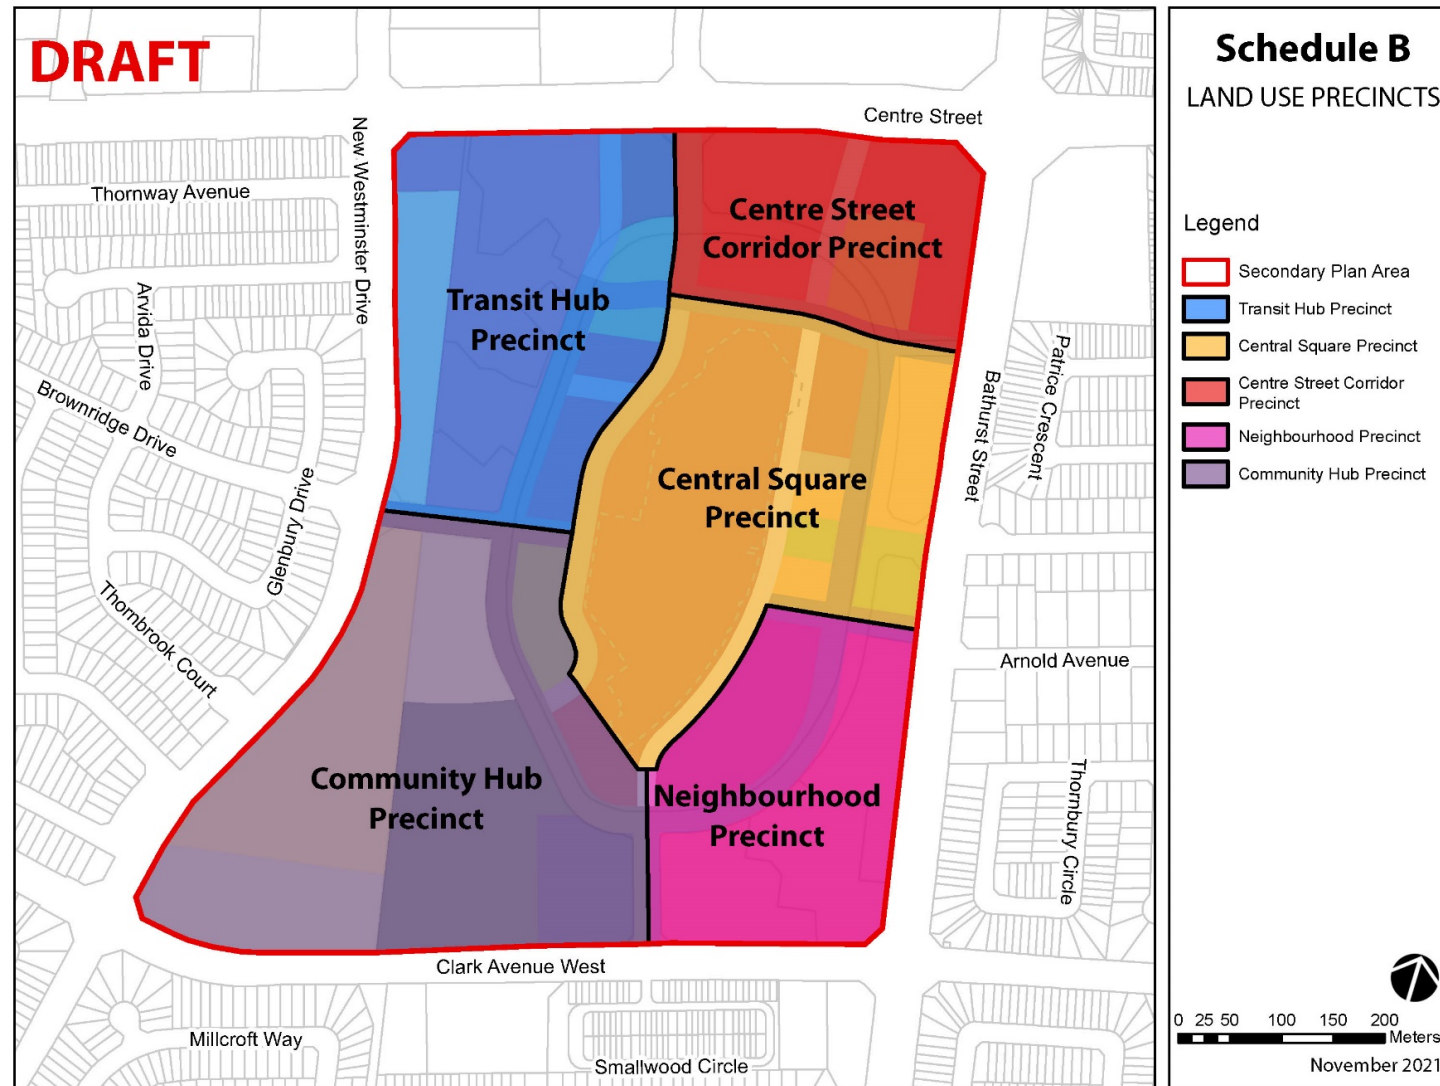 DRAFT
Schedule B
LAND USE PRECINCTS
Centre Street
New Westminster Drive
Thornway Avenue
Centre Street
Corridor Precinct
Legend
Secondary Plan Area
Transit Hub Precinct
Central Square Precinct
Centre Street Corridor
Precinct
Neighbourhood Precinct
Community Hub Precinct
Transit Hub
Precinct
Arvida Drive
Brownridge Drive
Glenbury Drive
Bathurst Street
Patrice Crescent
Central Square
Precinct
Thornbrook Court
Arnold Avenue
Community Hub
Precinct
Neighbourhood
Precinct
Thornbury Circle
Clark Avenue West
Millcroft Way
Smallwood Circle
0 25 50 100 150 200
Meters
November 2021